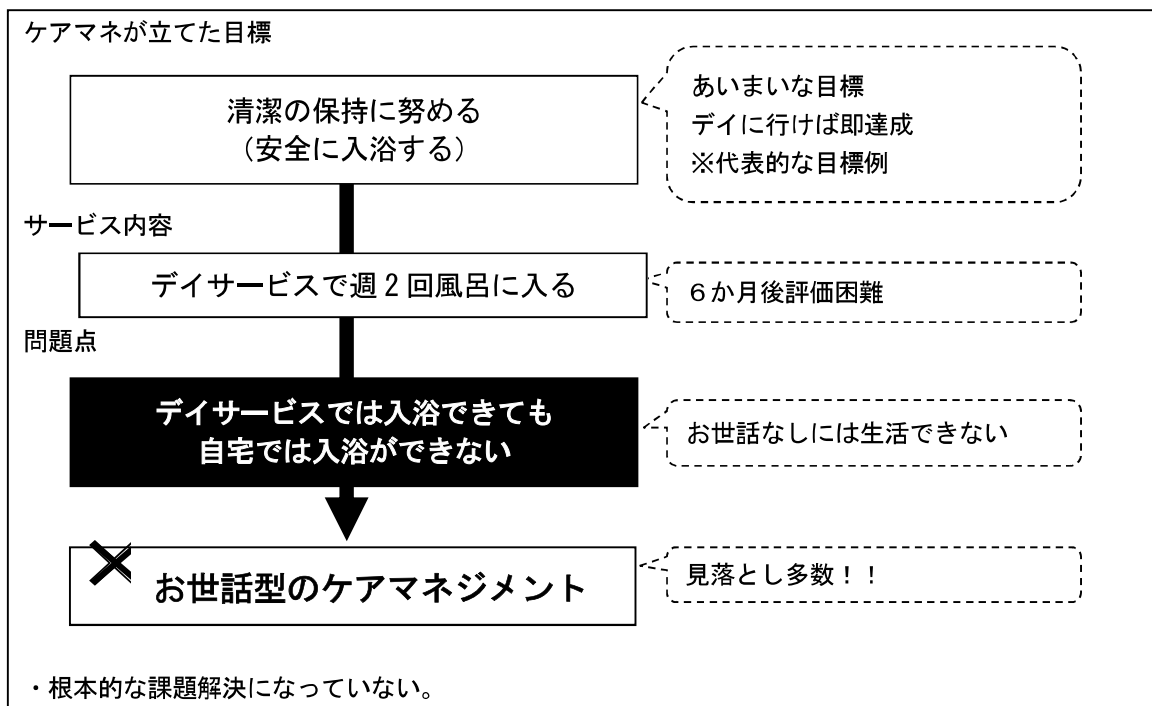 ケアマネが立てた目標
清潔の保持に努める
（安全に入浴する）
あいまいな目標
デイに行けば即達成
※代表的な目標例
サービス内容
デイサービスで週２回風呂に入る
６か月後評価困難
問題点
デイサービスでは入浴できても
自宅では入浴ができない
お世話なしには生活できない
お世話型のケアマネジメント
見落とし多数！！
・根本的な課題解決になっていない。